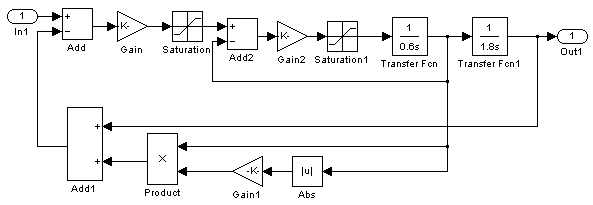 1
In1
+
−
Add
K-
Gain
Saturation
+
−
Add2
K-
Gain2
Saturation1
1
0.6s
Transfer Fcn
1
1.8s
Transfer Fcn1
1
Out1
+
+
Add1
×
Product
-K-
Gain1
|u|
Abs